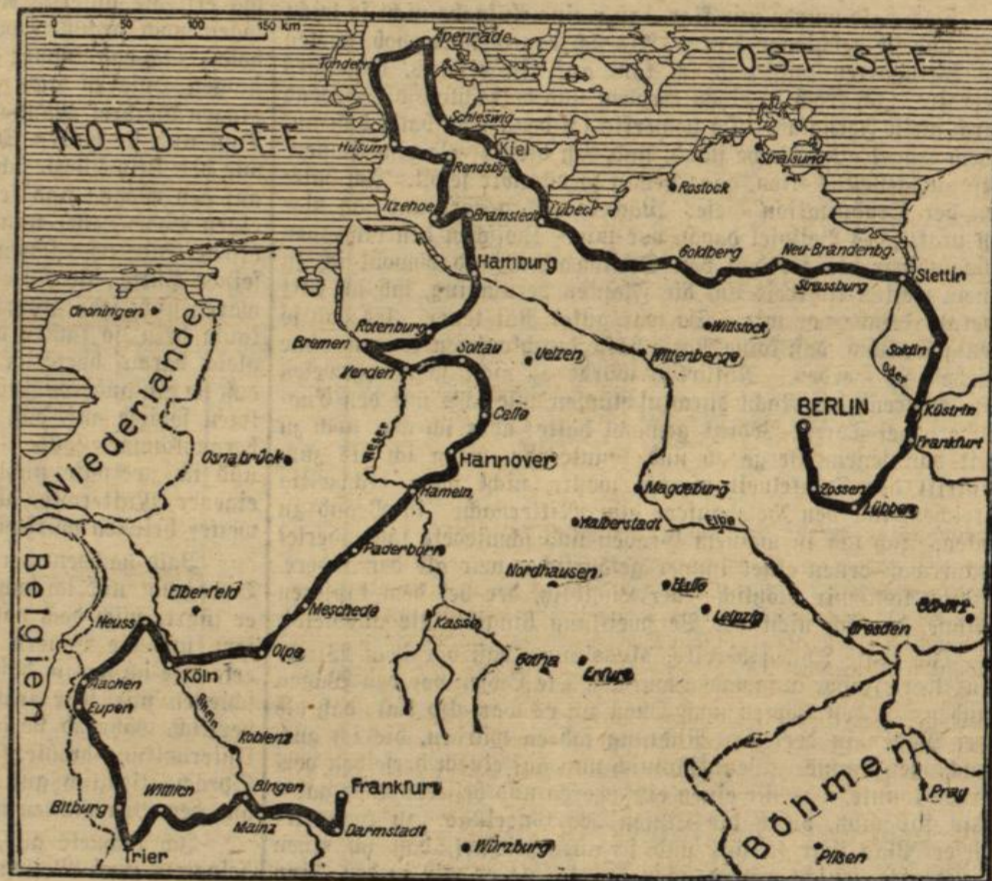 0 50 100 150 km
Apenrade
Tondern
OST SEE
NORD SEE
Schleswig
Kiel
Husum
Rendsbg.
Stralsund
Rostock
Itzehoe
Bramstedt
Lübeck
Hamburg
Goldberg
Neu-Brandenbg.
Strassburg
Stettin
Groningen
Rotenburg
Bremen
Wittstock
Soltau
Uelzen
Wittenberge
Verden
Soldin
Oder
Niederlande
Celle
BERLIN
Küstrin
Frankfurt
Osnabrück
Weser
Hannover
Hameln
Magdeburg
Zossen
Lübben
Halberstadt
Elbe
Belgien
Paderborn
Nordhausen
Halle
Elberfeld
Meschede
Leipzig
Kassel
Dresden
Neuss
Olpe
Gotha
Erfurt
Köln
Aachen
Eupen
Rhein
Koblenz
Böhmen
Bitburg
Wittlich
Bingen
Frankfurt
Prag
Mainz
Darmstadt
Trier
Würzburg
Pilsen